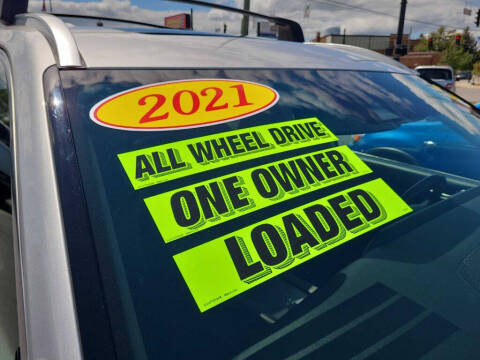 2021
ALL WHEEL DRIVE
ONE OWNER
LOADED